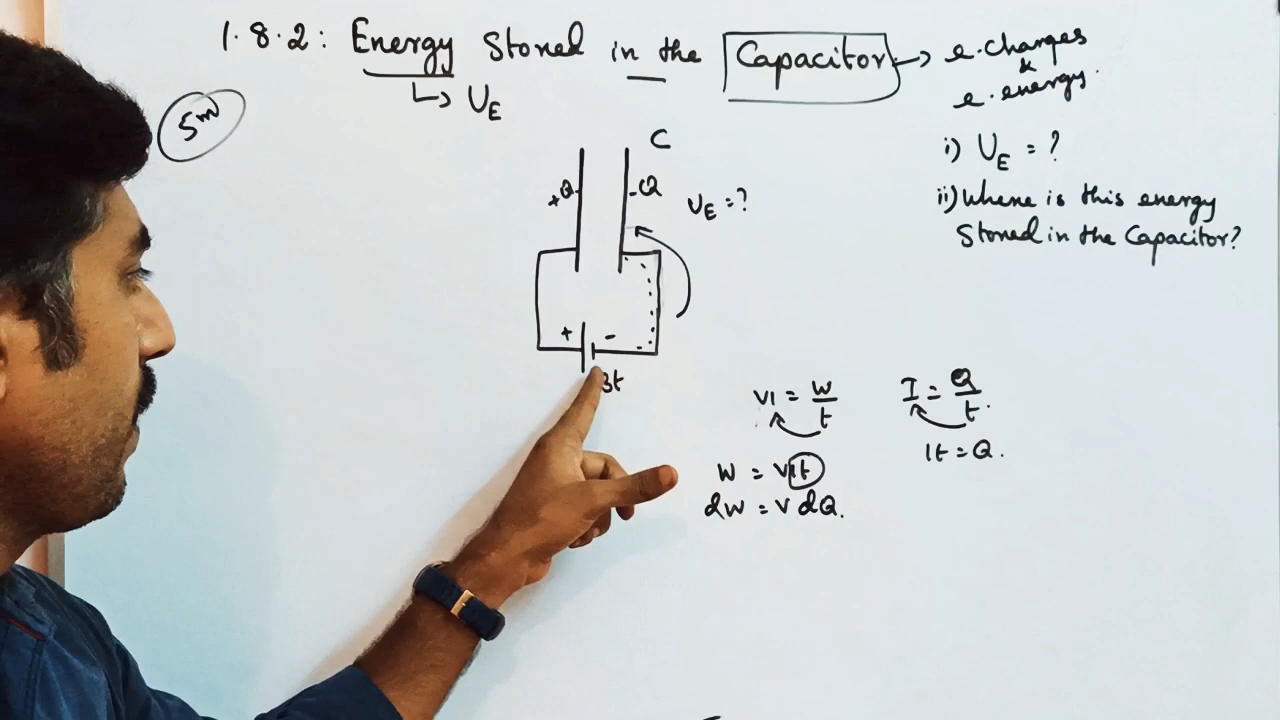 1.8.2: Energy Stored in the Capacitor → e.charges
& 
e.energy.
↳ UE
5m
C
+Q
-Q
UE = ?
+ -
Bt
i) UE = ?
ii) Where is this energy
Stored in the Capacitor?
VI = W/t
I = Q/t.
It = Q.
W = VIt
dW = V dQ.